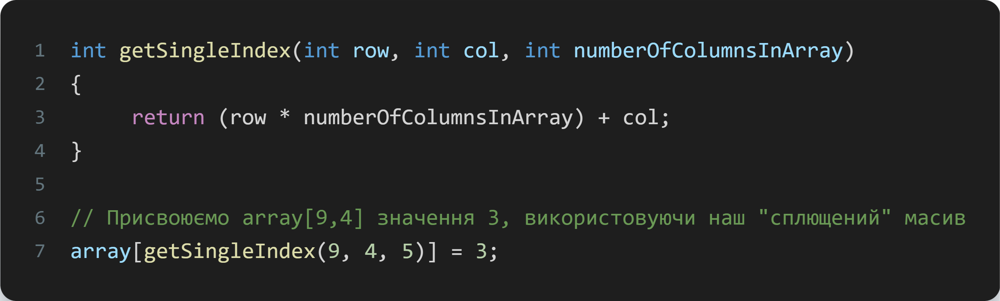 1 int getSingleIndex(int row, int col, int numberOfColumnsInArray)
2 {
3     return (row * numberOfColumnsInArray) + col;
4 }
5
6 // Присвоюємо array[9,4] значення 3, використовуючи наш "сплющений" масив
7 array[getSingleIndex(9, 4, 5)] = 3;